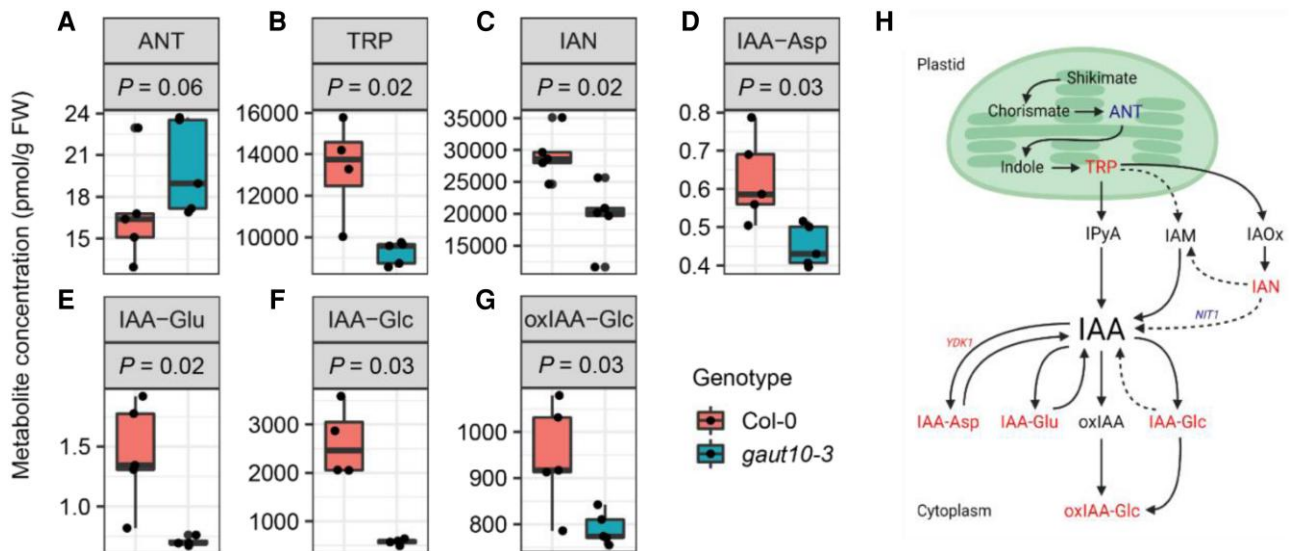 Metabolite concentration (pmol/g FW)
A
ANT
P = 0.06
24
21
18
15
B
TRP
P = 0.02
16000
14000
12000
10000
C
IAN
P = 0.02
35000
30000
25000
20000
15000
D
IAA−Asp
P = 0.03
0.8
0.7
0.6
0.5
0.4
E
IAA−Glu
P = 0.02
1.5
1.0
F
IAA−Glc
P = 0.03
3000
2000
1000
G
oxIAA−Glc
P = 0.03
1000
900
800
Genotype
Col-0
gaut10-3
H
Plastid
Shikimate
Chorismate
ANT
Indole
TRP
IPyA
IAM
IAOx
IAN
NIT1
IAA
YDK1
IAA-Asp
IAA-Glu
oxIAA
IAA-Glc
Cytoplasm
oxIAA-Glc